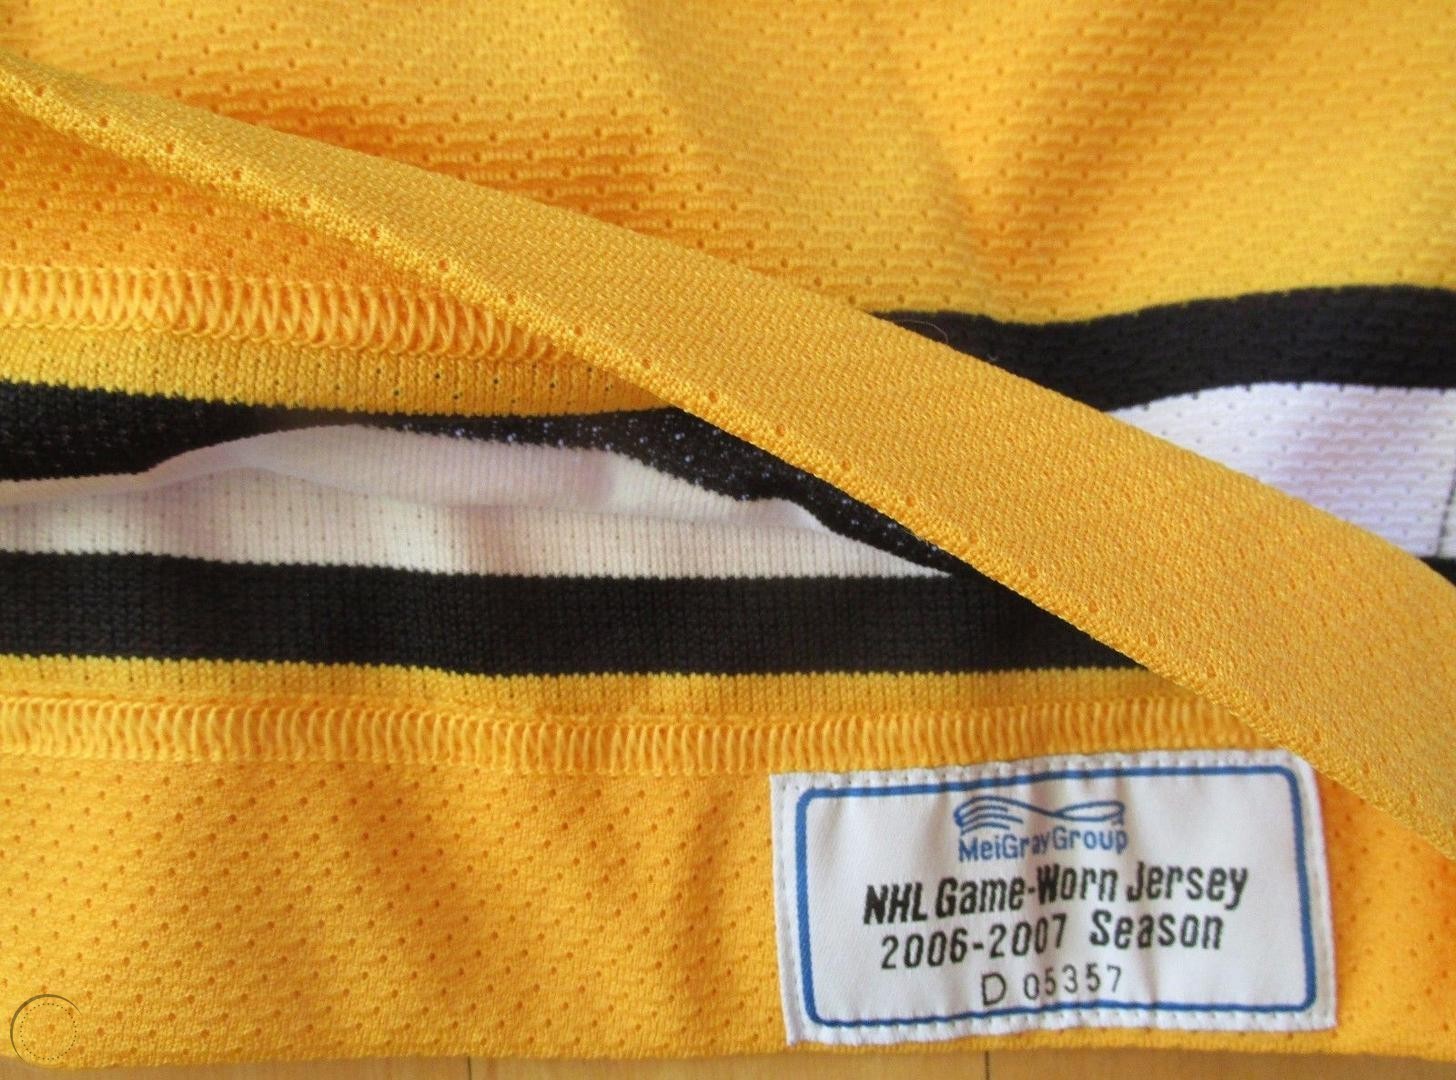 MeiGrayGroup
NHL Game-Worn Jersey
2006-2007 Season
D 05357